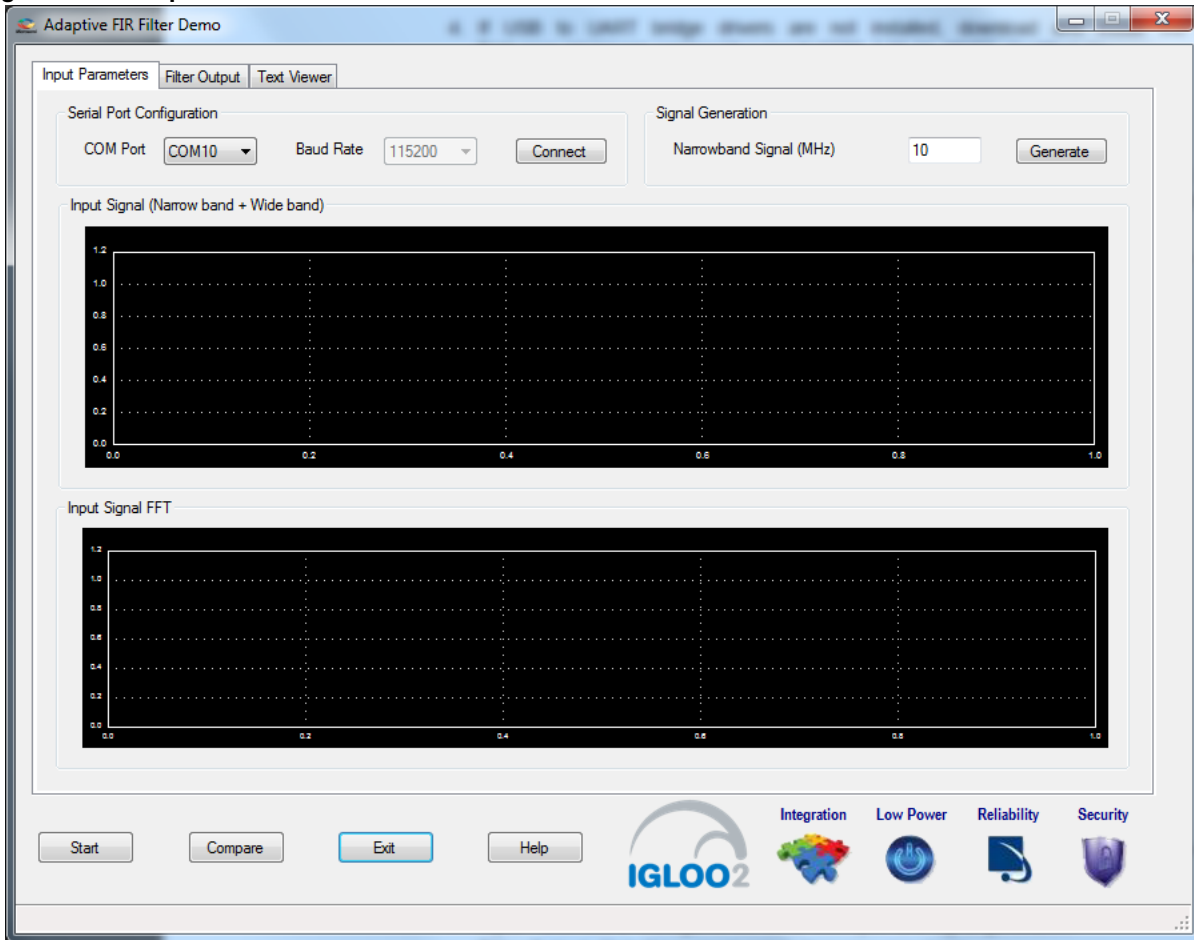 Adaptive FIR Filter Demo
Input Parameters Filter Output Text Viewer
Serial Port Configuration Signal Generation
COM Port COM10 Baud Rate 115200 Connect Narrowband Signal (MHz) 10 Generate
Input Signal (Narrow band + Wide band)
1.2
1.0
0.8
0.6
0.4
0.2
0.0
0.0 0.2 0.4 0.6 0.8 1.0
Input Signal FFT
1.2
1.0
0.8
0.6
0.4
0.2
0.0
0.0 0.2 0.4 0.6 0.8 1.0
Integration Low Power Reliability Security
Start Compare Exit Help
IGLOO2